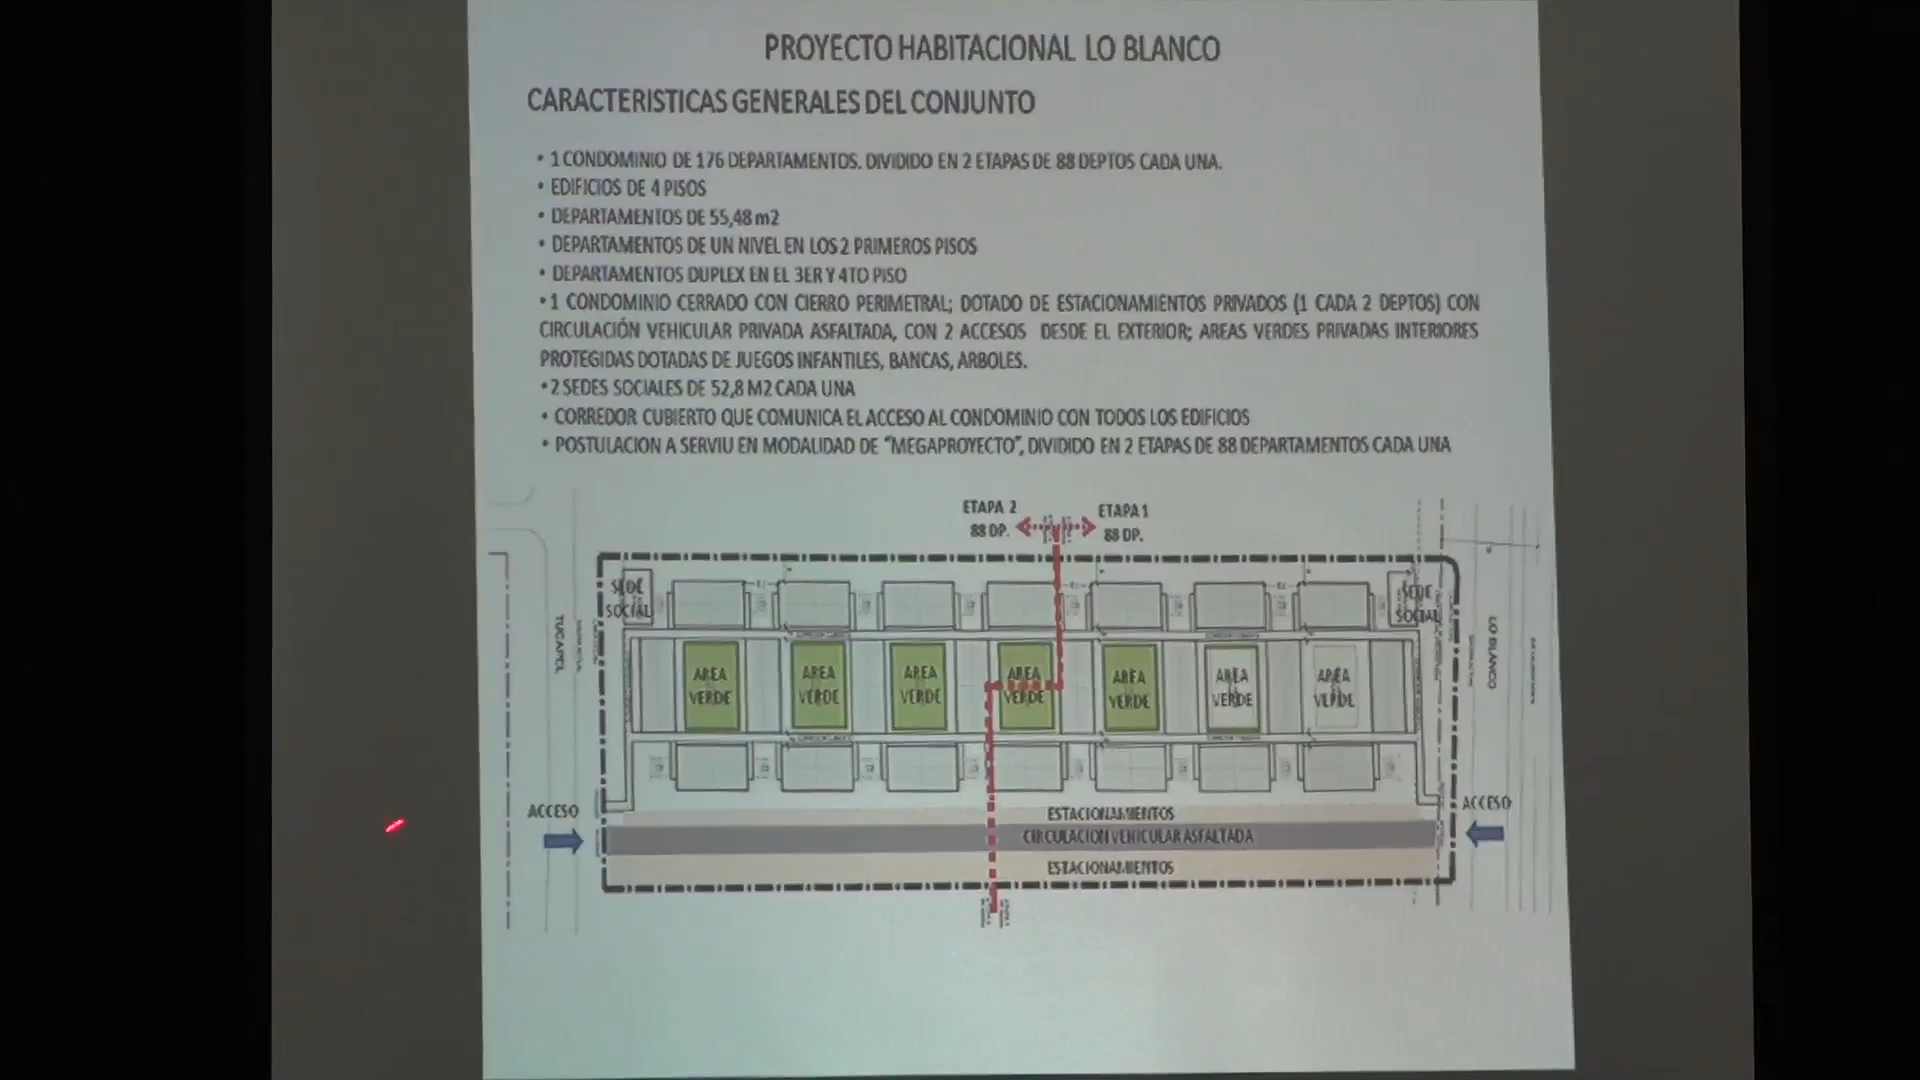 PROYECTO HABITACIONAL LO BLANCO
CARACTERISTICAS GENERALES DEL CONJUNTO
• 1 CONDOMINIO DE 176 DEPARTAMENTOS. DIVIDIDO EN 2 ETAPAS DE 88 DEPTOS CADA UNA.
• EDIFICIOS DE 4 PISOS
• DEPARTAMENTOS DE 55,48 m2
• DEPARTAMENTOS DE UN NIVEL EN LOS 2 PRIMEROS PISOS
• DEPARTAMENTOS DUPLEX EN EL 3ER Y 4TO PISO
• 1 CONDOMINIO CERRADO CON CIERRO PERIMETRAL; DOTADO DE ESTACIONAMIENTOS PRIVADOS (1 CADA 2 DEPTOS) CON
CIRCULACIÓN VEHICULAR PRIVADA ASFALTADA, CON 2 ACCESOS DESDE EL EXTERIOR; AREAS VERDES PRIVADAS INTERIORES
PROTEGIDAS DOTADAS DE JUEGOS INFANTILES, BANCAS, ARBOLES.
• 2 SEDES SOCIALES DE 52,8 M2 CADA UNA
• CORREDOR CUBIERTO QUE COMUNICA EL ACCESO AL CONDOMINIO CON TODOS LOS EDIFICIOS
• POSTULACION A SERVIU EN MODALIDAD DE "MEGAPROYECTO", DIVIDIDO EN 2 ETAPAS DE 88 DEPARTAMENTOS CADA UNA
ETAPA 2
88 DP.
ETAPA 1
88 DP.
SEDE
SOCIAL
SEDE
SOCIAL
TUCAPEL
LO BLANCO
AREA
VERDE
AREA
VERDE
AREA
VERDE
AREA
VERDE
AREA
VERDE
AREA
VERDE
AREA
VERDE
ACCESO
ACCESO
ESTACIONAMIENTOS
CIRCULACION VEHICULAR ASFALTADA
ESTACIONAMIENTOS